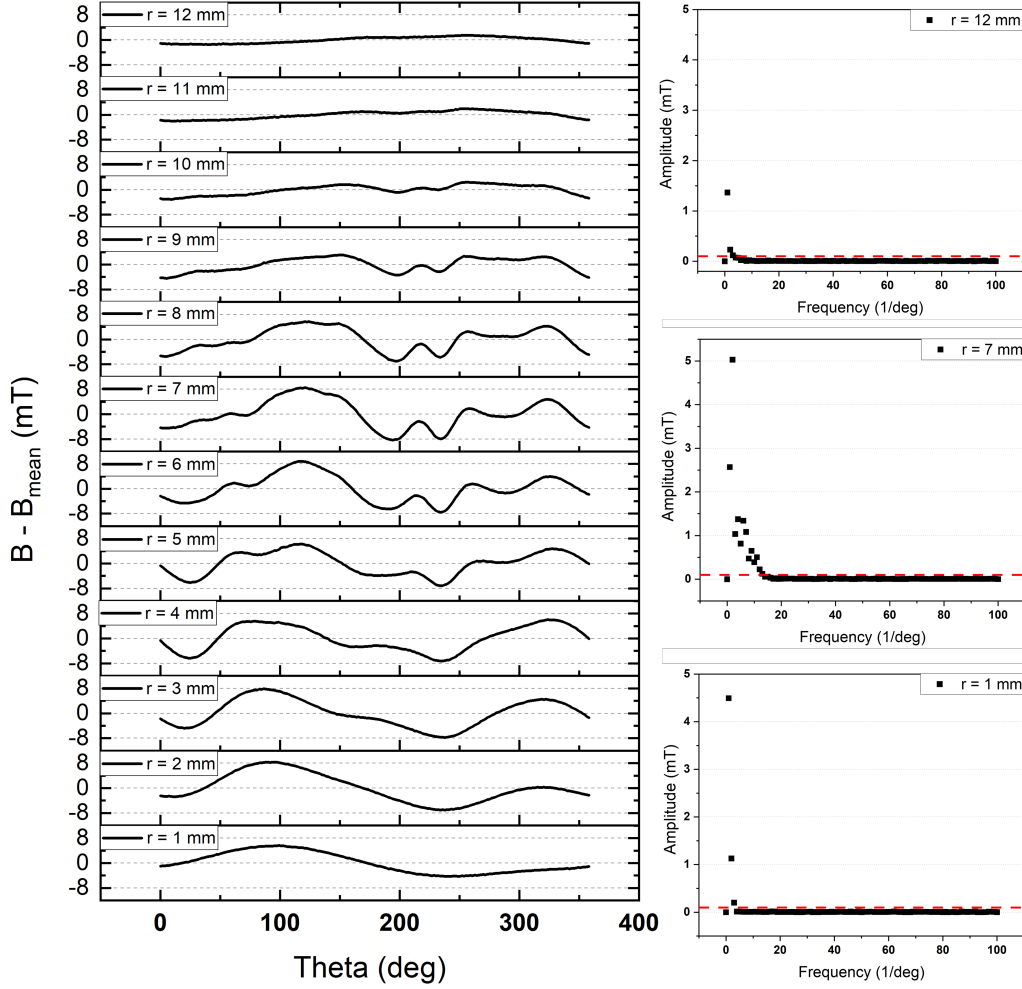 B - Bmean (mT)
8
0
-8
r = 12 mm
8
0
-8
r = 11 mm
8
0
-8
r = 10 mm
8
0
-8
r = 9 mm
8
0
-8
r = 8 mm
8
0
-8
r = 7 mm
8
0
-8
r = 6 mm
8
0
-8
r = 5 mm
8
0
-8
r = 4 mm
8
0
-8
r = 3 mm
8
0
-8
r = 2 mm
8
0
-8
r = 1 mm
0 100 200 300 400
Theta (deg)
r = 12 mm
Amplitude (mT)
5
4
3
2
1
0
0 20 40 60 80 100
Frequency (1/deg)
r = 7 mm
Amplitude (mT)
5
4
3
2
1
0
0 20 40 60 80 100
Frequency (1/deg)
r = 1 mm
Amplitude (mT)
5
4
3
2
1
0
0 20 40 60 80 100
Frequency (1/deg)